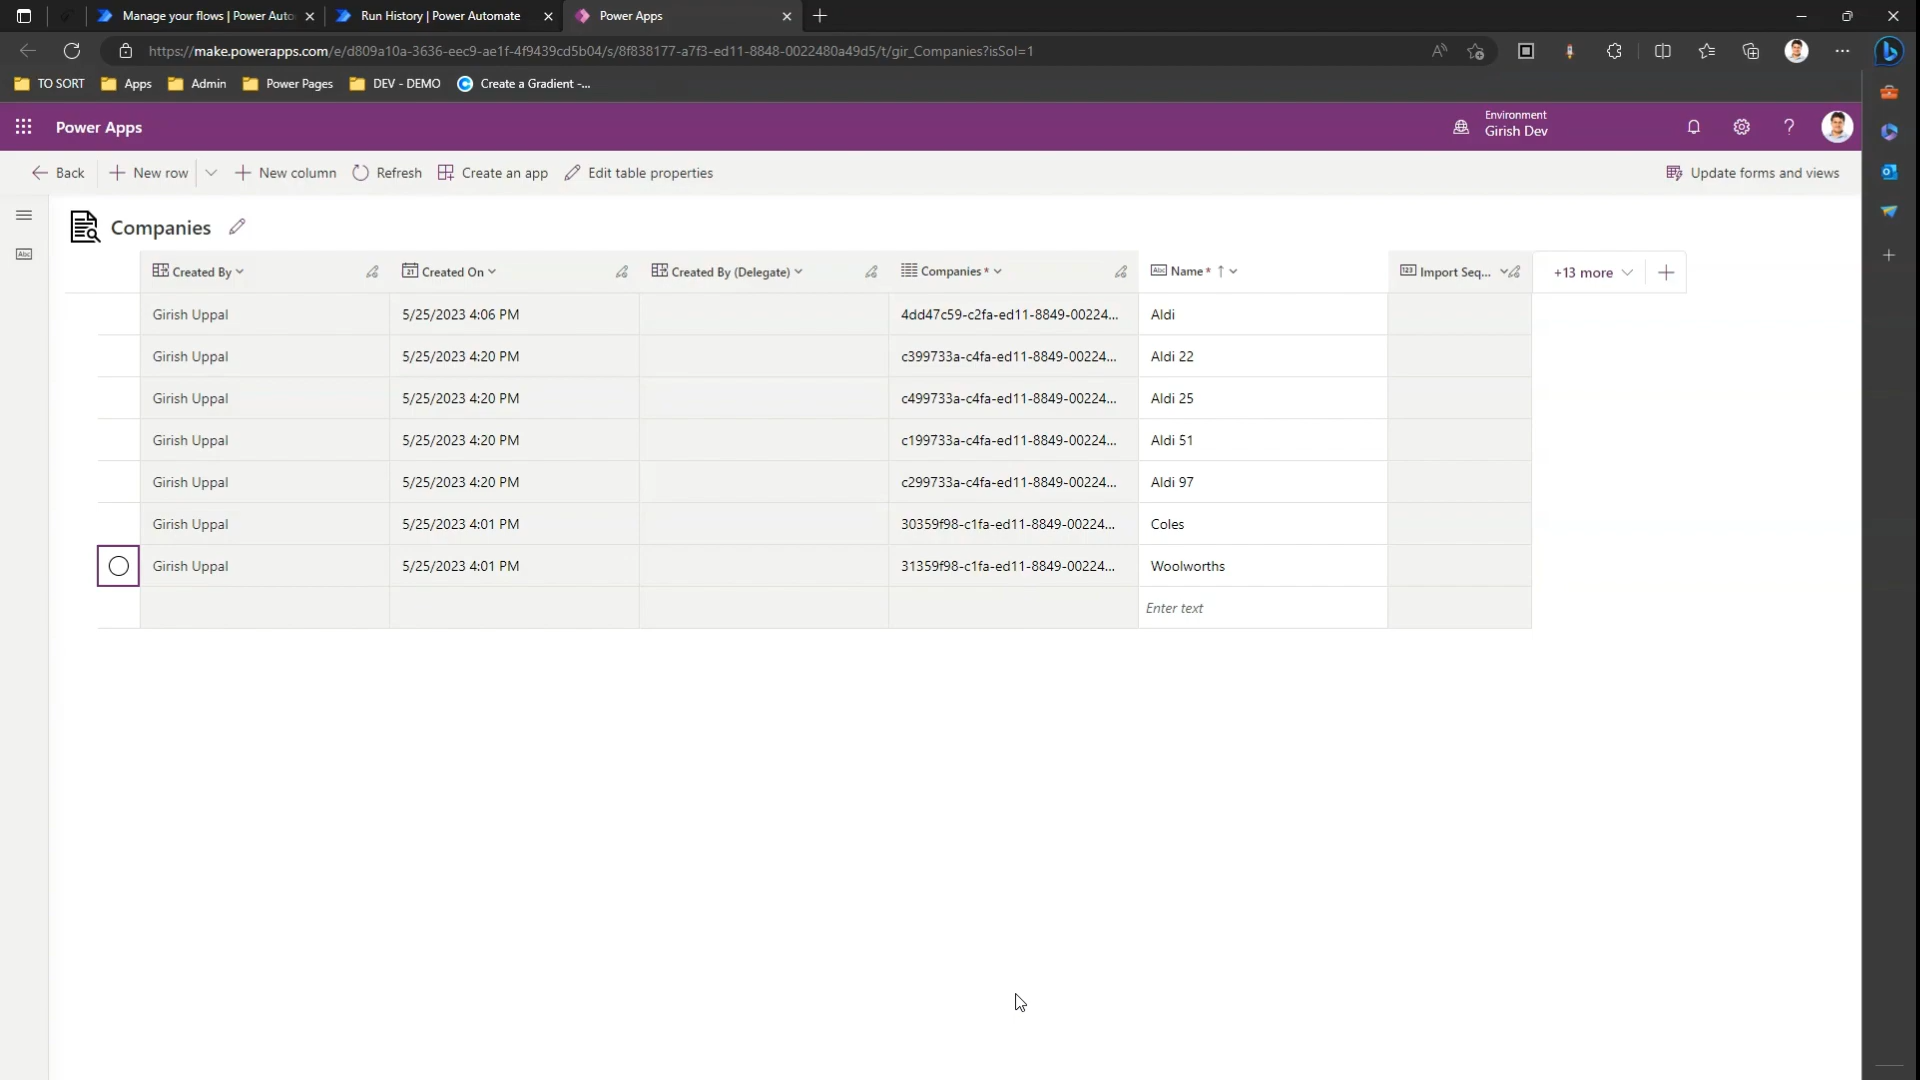 Manage your flows | Power Auto
Run History | Power Automate
Power Apps
https://make.powerapps.com/e/d809a10a-3636-eec9-ae1f-4f9439cd5b04/s/8f838177-a7f3-ed11-8848-0022480a49d5/t/gir_Companies?isSol=1
TO SORT
Apps
Admin
Power Pages
DEV - DEMO
Create a Gradient -...
Power Apps
Environment
Girish Dev
Back
New row
New column
Refresh
Create an app
Edit table properties
Update forms and views
Companies
Created By
Created On
Created By (Delegate)
Companies *
Name *
Import Seq...
+13 more
Girish Uppal 5/25/2023 4:06 PM 4dd47c59-c2fa-ed11-8849-00224... Aldi
Girish Uppal 5/25/2023 4:20 PM c399733a-c4fa-ed11-8849-00224... Aldi 22
Girish Uppal 5/25/2023 4:20 PM c499733a-c4fa-ed11-8849-00224... Aldi 25
Girish Uppal 5/25/2023 4:20 PM c199733a-c4fa-ed11-8849-00224... Aldi 51
Girish Uppal 5/25/2023 4:20 PM c299733a-c4fa-ed11-8849-00224... Aldi 97
Girish Uppal 5/25/2023 4:01 PM 30359f98-c1fa-ed11-8849-00224... Coles
Girish Uppal 5/25/2023 4:01 PM 31359f98-c1fa-ed11-8849-00224... Woolworths
Enter text